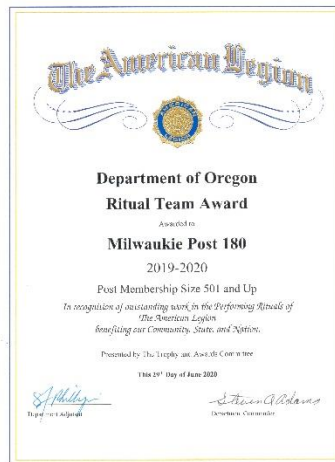 The American Legion
Department of Oregon
Ritual Team Award
Awarded to
Milwaukie Post 180
2019-2020
Post Membership Size 501 and Up
In recognition of outstanding work in the Performing Rituals of
The American Legion
benefiting our Community, State, and Nation.
Presented by The Trophy and Awards Committee
This 29th Day of June 2020
Steven A Adams
Department Adjutant
Department Commander